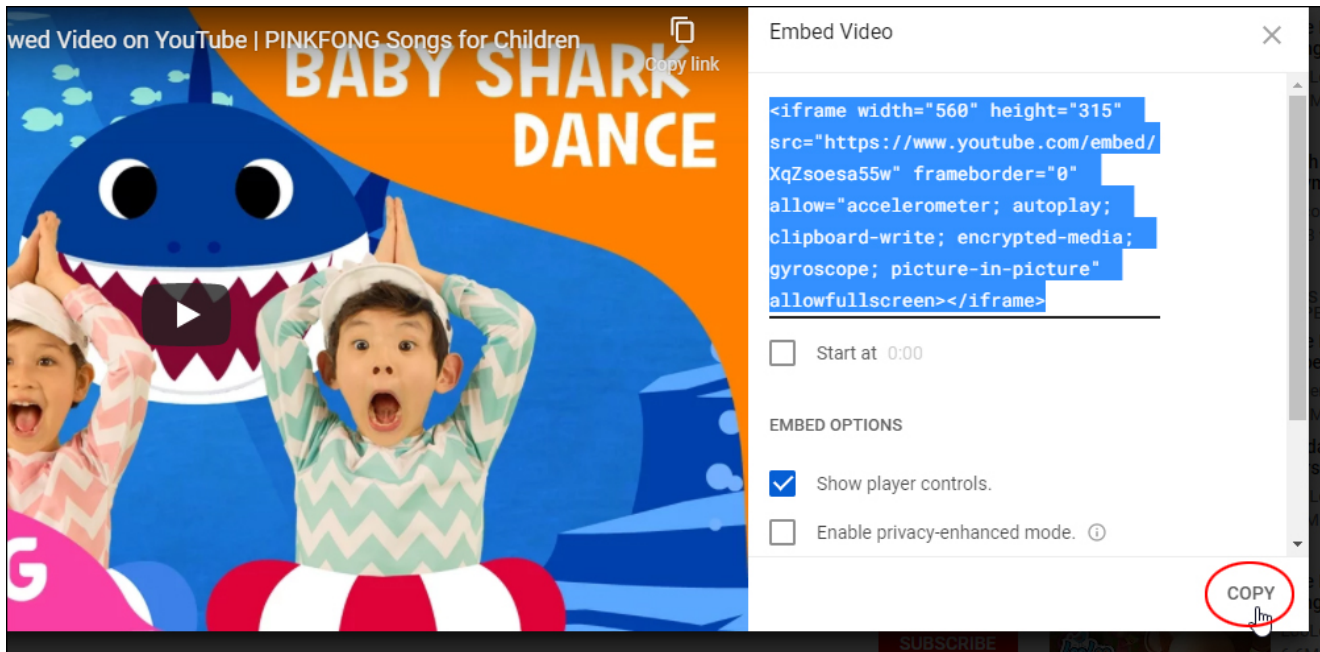 wed Video on YouTube | PINKFONG Songs for Children
Copy link
BABY SHARK
DANCE
G
Embed Video
<iframe width="560" height="315"
src="https://www.youtube.com/embed/
XqZsoesa55w" frameborder="0"
allow="accelerometer; autoplay;
clipboard-write; encrypted-media;
gyroscope; picture-in-picture"
allowfullscreen></iframe>
Start at 0:00
EMBED OPTIONS
Show player controls.
Enable privacy-enhanced mode.
COPY
SUBSCRIBE